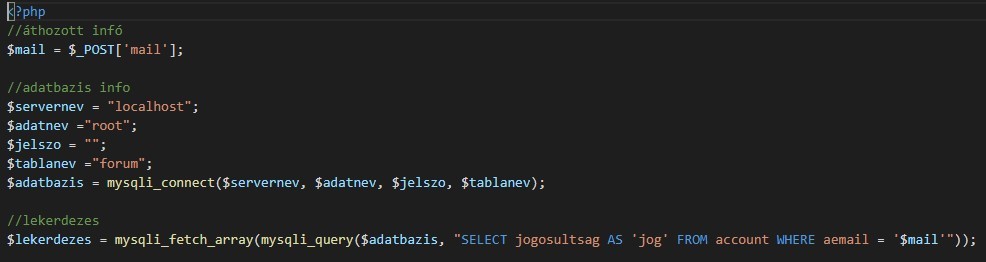 <?php
//áthozott infó
$mail = $_POST['mail'];
//adatbazis info
$servernev = "localhost";
$adatnev ="root";
$jelszo = "";
$tablanev ="forum";
$adatbazis = mysqli_connect($servernev, $adatnev, $jelszo, $tablanev);
//lekerdezes
$lekerdezes = mysqli_fetch_array(mysqli_query($adatbazis, "SELECT jogosultsag AS 'jog' FROM account WHERE aemail = '$mail'"));